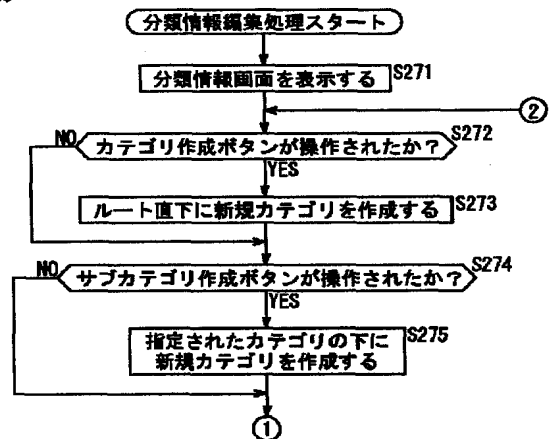 分類情報編集処理スタート
分類情報画面を表示する S271
②
NO カテゴリ作成ボタンが操作されたか? S272
YES
ルート直下に新規カテゴリを作成する S273
NO サブカテゴリ作成ボタンが操作されたか? S274
YES
指定されたカテゴリの下に S275
新規カテゴリを作成する
①